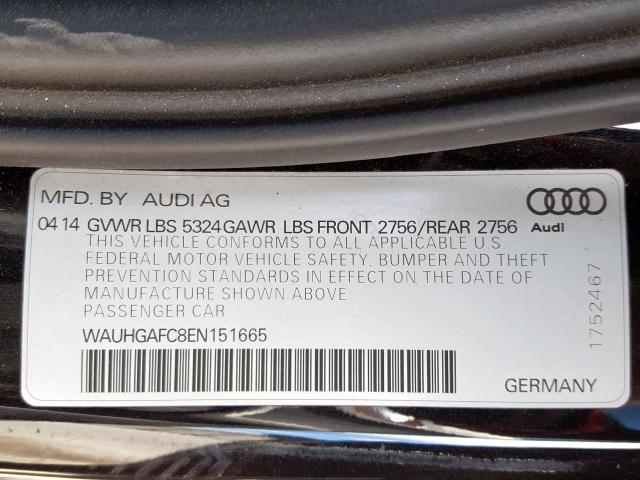 MFD. BY AUDI AG
04 14 GVWR LBS 5324 GAWR LBS FRONT 2756/REAR 2756
Audi
THIS VEHICLE CONFORMS TO ALL APPLICABLE U.S.
FEDERAL MOTOR VEHICLE SAFETY, BUMPER AND THEFT
PREVENTION STANDARDS IN EFFECT ON THE DATE OF
MANUFACTURE SHOWN ABOVE
PASSENGER CAR
1752467
WAUHGAFC8EN151665
GERMANY